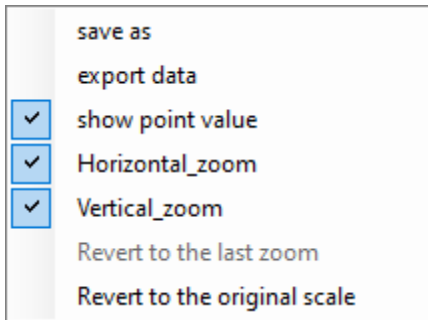 save as
export data
show point value
Horizontal_zoom
Vertical_zoom
Revert to the last zoom
Revert to the original scale